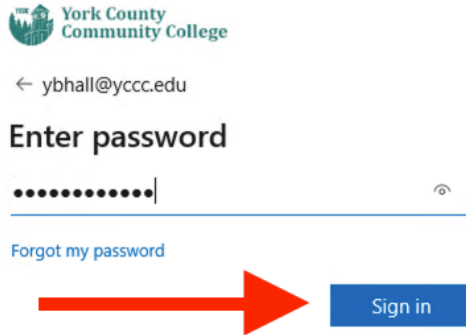 York County
Community College
← ybhall@yccc.edu
Enter password
••••••••••••
Forgot my password
Sign in